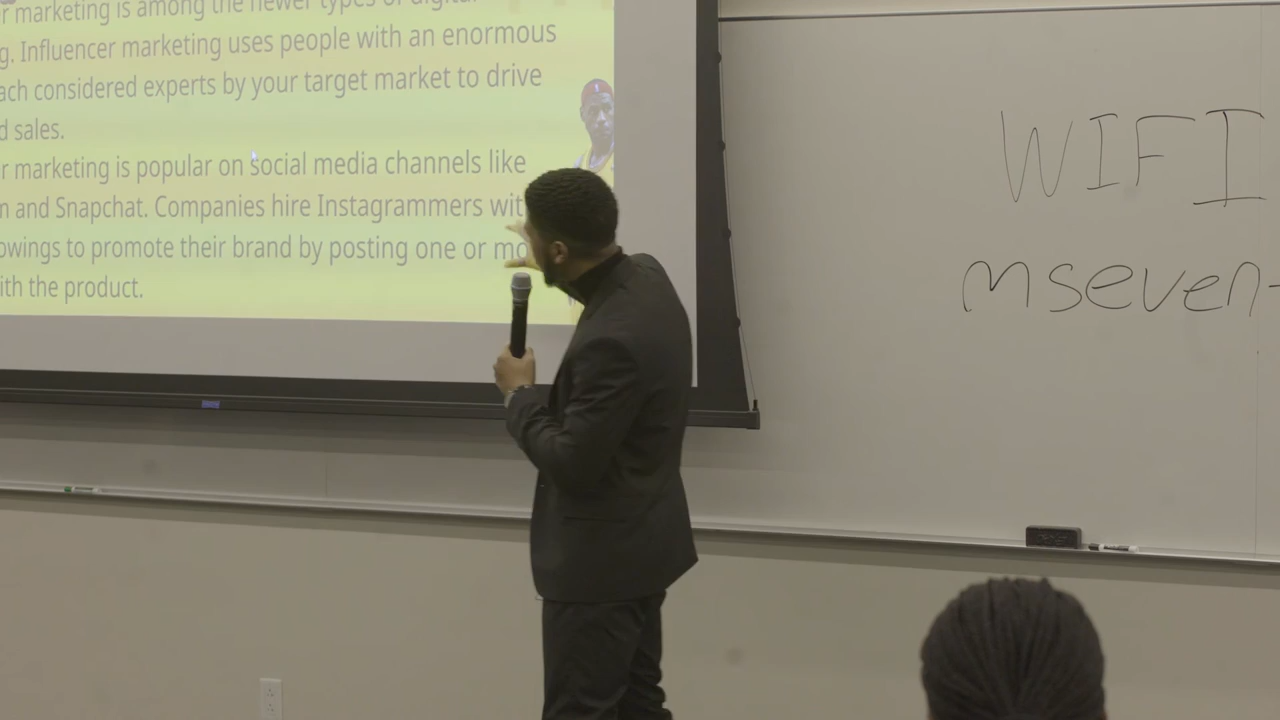 r marketing is among the newer types of digital
g. Influencer marketing uses people with an enormous
ach considered experts by your target market to drive
d sales.
r marketing is popular on social media channels like
m and Snapchat. Companies hire Instagrammers wit
owings to promote their brand by posting one or mo
ith the product.
WIFI
mseven-